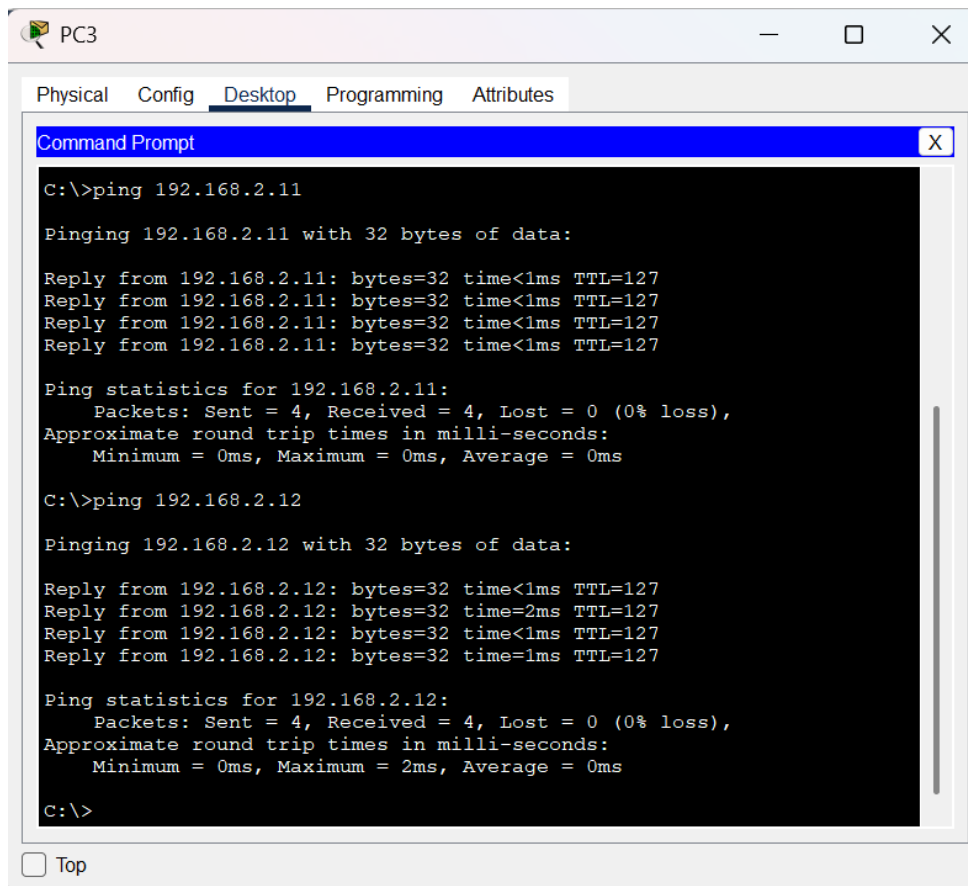 PC3
Physical Config Desktop Programming Attributes
Command Prompt X
C:\>ping 192.168.2.11
Pinging 192.168.2.11 with 32 bytes of data:
Reply from 192.168.2.11: bytes=32 time<1ms TTL=127
Reply from 192.168.2.11: bytes=32 time<1ms TTL=127
Reply from 192.168.2.11: bytes=32 time<1ms TTL=127
Reply from 192.168.2.11: bytes=32 time<1ms TTL=127
Ping statistics for 192.168.2.11:
Packets: Sent = 4, Received = 4, Lost = 0 (0% loss),
Approximate round trip times in milli-seconds:
Minimum = 0ms, Maximum = 0ms, Average = 0ms
C:\>ping 192.168.2.12
Pinging 192.168.2.12 with 32 bytes of data:
Reply from 192.168.2.12: bytes=32 time<1ms TTL=127
Reply from 192.168.2.12: bytes=32 time=2ms TTL=127
Reply from 192.168.2.12: bytes=32 time<1ms TTL=127
Reply from 192.168.2.12: bytes=32 time=1ms TTL=127
Ping statistics for 192.168.2.12:
Packets: Sent = 4, Received = 4, Lost = 0 (0% loss),
Approximate round trip times in milli-seconds:
Minimum = 0ms, Maximum = 2ms, Average = 0ms
C:\>
Top